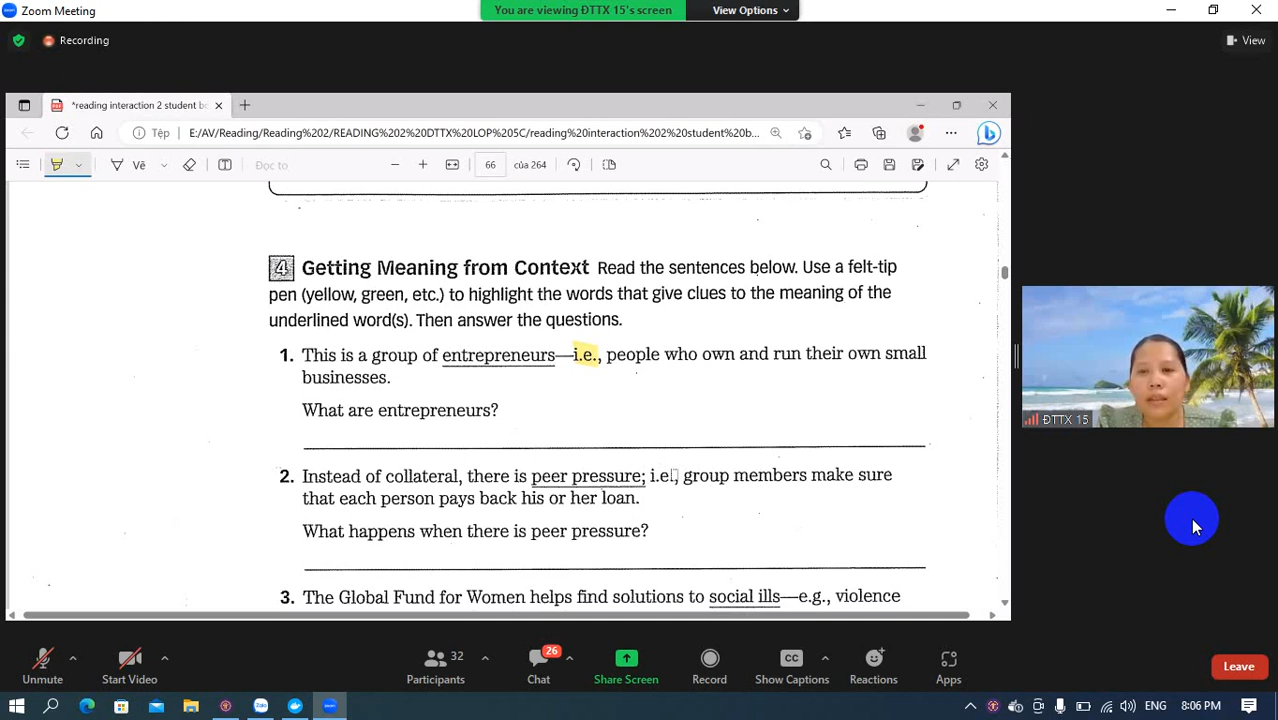 Zoom Meeting
You are viewing ĐTTX 15's screen
View Options
Recording
View
*reading interaction 2 student bo
Tệp
E:/AV/Reading/Reading%202/READING%202%20DTTX%20LOP%205C/reading%20interaction%202%20student%20b...
Vẽ
Đọc to
66
của 264
4 Getting Meaning from Context Read the sentences below. Use a felt-tip
pen (yellow, green, etc.) to highlight the words that give clues to the meaning of the
underlined word(s). Then answer the questions.
1. This is a group of entrepreneurs—i.e., people who own and run their own small
businesses.
What are entrepreneurs?
2. Instead of collateral, there is peer pressure; i.e., group members make sure
that each person pays back his or her loan.
What happens when there is peer pressure?
3. The Global Fund for Women helps find solutions to social ills—e.g., violence
ĐTTX 15
Unmute
Start Video
32
Participants
26
Chat
Share Screen
Record
CC
Show Captions
Reactions
Apps
Leave
ENG
8:06 PM